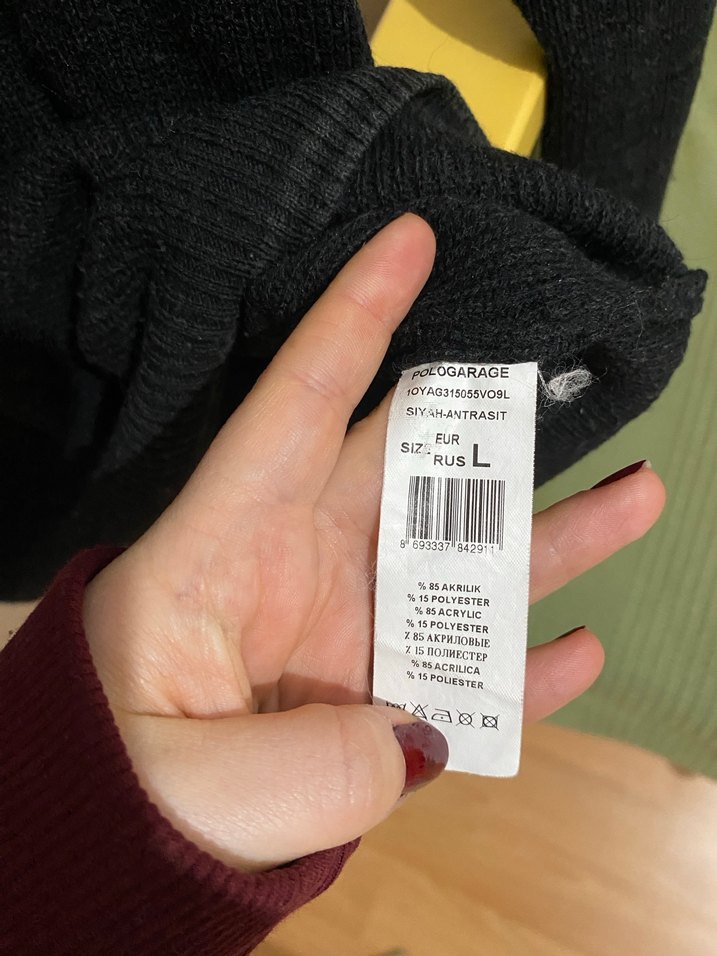 POLOGARAGE
1OYAG315055VO9L
SIYAH-ANTRASIT
EUR
SIZE RUS L
8 693337 842911
% 85 AKRILIK
% 15 POLYESTER
% 85 ACRYLIC
% 15 POLYESTER
% 85 АКРИЛОВЫЕ
% 15 ПОЛИЕСТЕР
% 85 ACRILICA
% 15 POLIESTER